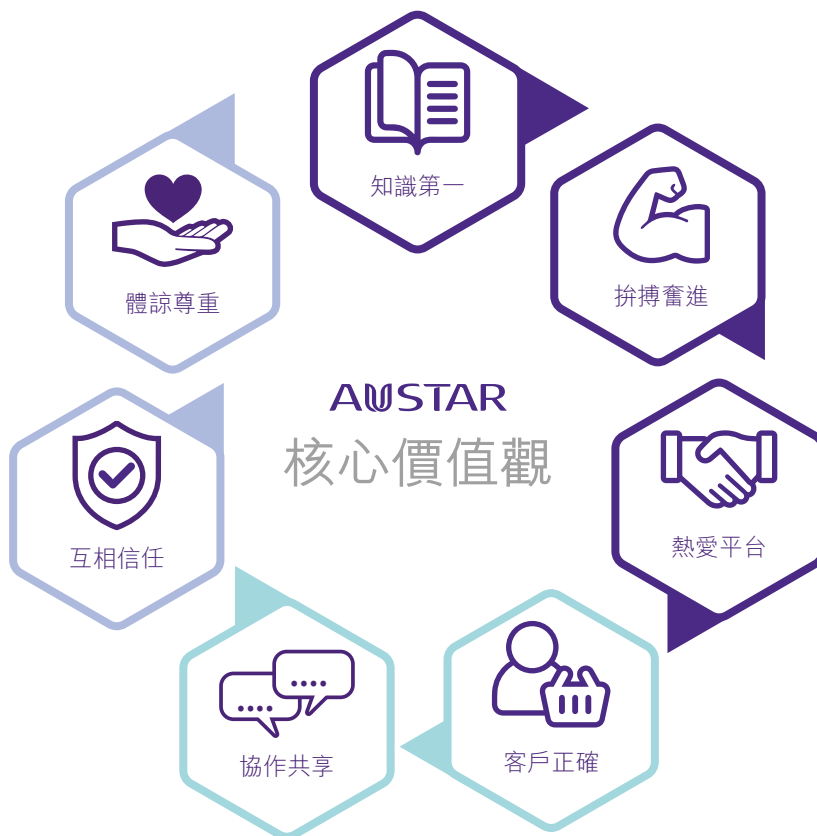 知識第一
拚搏奮進
熱愛平台
客戶正確
協作共享
互相信任
體諒尊重
AUSTAR
核心價值觀